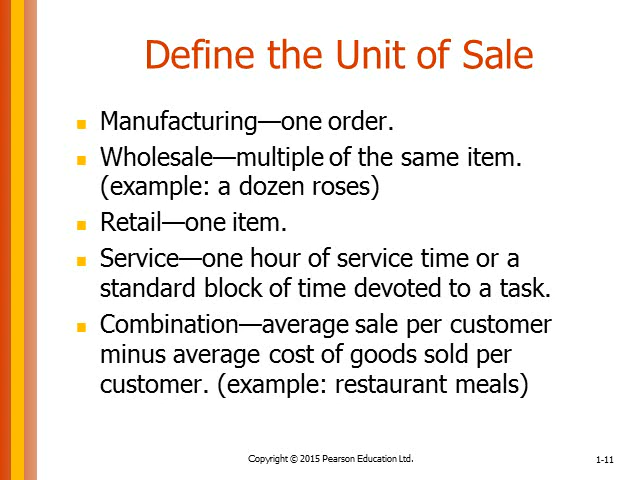 Define the Unit of Sale
Manufacturing—one order.
Wholesale—multiple of the same item.
(example: a dozen roses)
Retail—one item.
Service—one hour of service time or a
standard block of time devoted to a task.
Combination—average sale per customer
minus average cost of goods sold per
customer. (example: restaurant meals)
Copyright © 2015 Pearson Education Ltd.
1-11